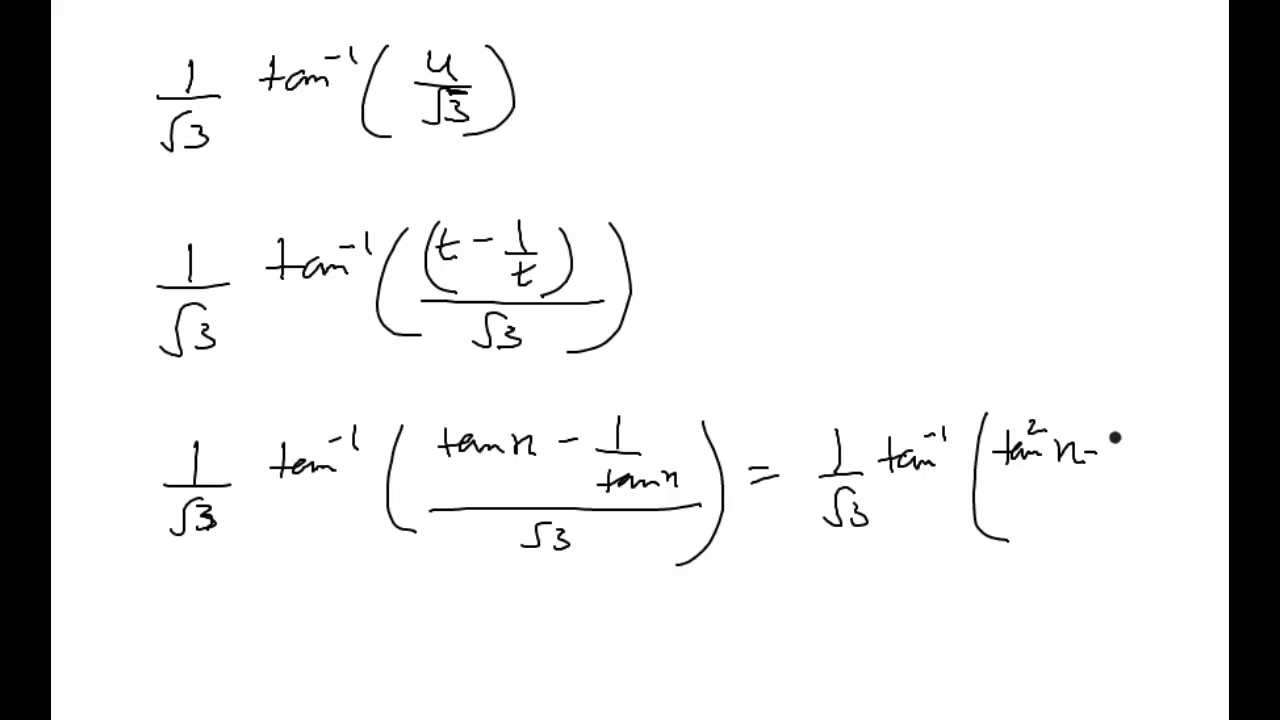 1/√3 tan⁻¹(u/√3)
1/√3 tan⁻¹((t - 1/t)/√3)
1/√3 tan⁻¹((tan x - 1/tan x)/√3) = 1/√3 tan⁻¹(tan² x -